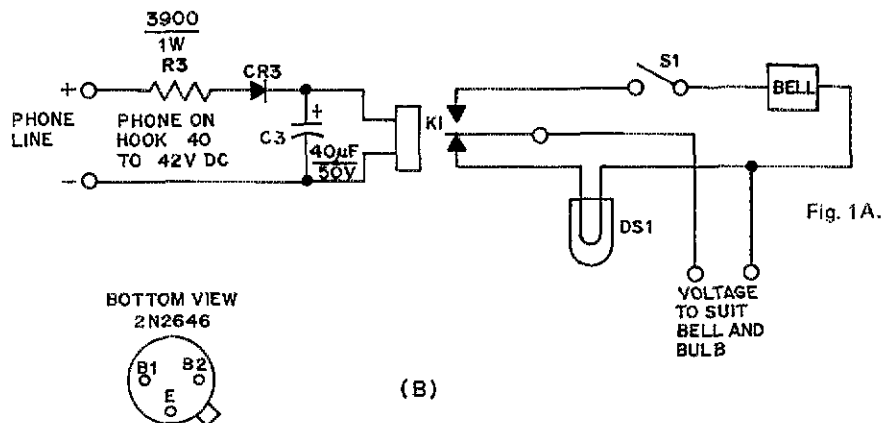 3900
1W
R3
CR3
+
PHONE
LINE
-
PHONE ON
HOOK 40
TO 42V DC
+
C3
40µF
50V
K1
S1
BELL
DS1
Fig. 1A.
VOLTAGE
TO SUIT
BELL AND
BULB
BOTTOM VIEW
2N2646
B1
B2
E
(B)